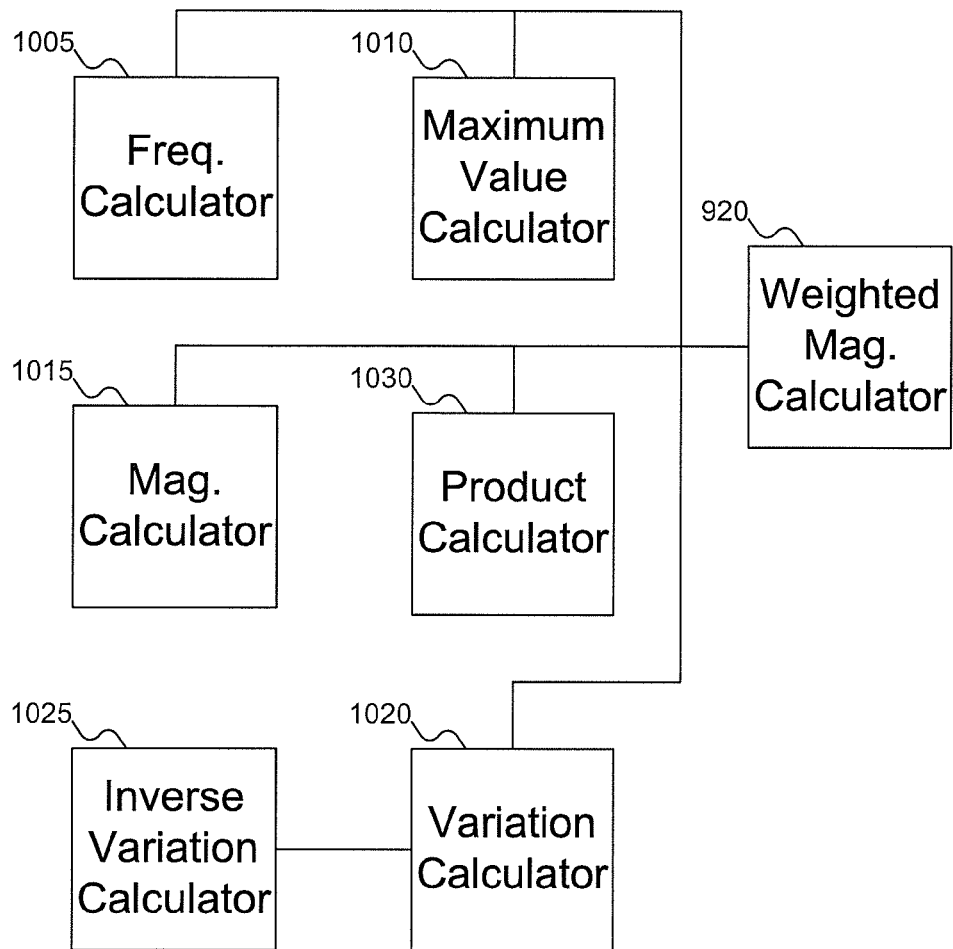 1005
Freq.
Calculator
1010
Maximum
Value
Calculator
920
Weighted
Mag.
Calculator
1015
Mag.
Calculator
1030
Product
Calculator
1025
Inverse
Variation
Calculator
1020
Variation
Calculator